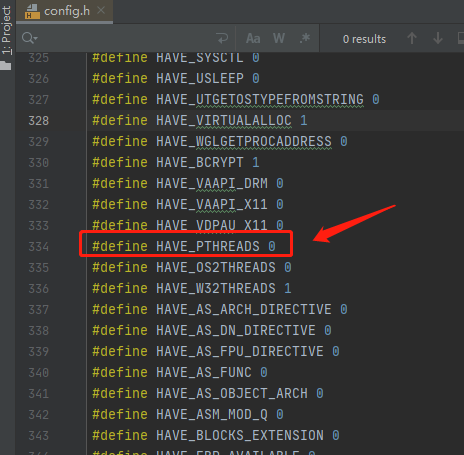 1: Project
config.h
Aa W .* 0 results
325 #define HAVE_SYSCTL 0
326 #define HAVE_USLEEP 0
327 #define HAVE_UTGETOSTYPEFROMSTRING 0
328 #define HAVE_VIRTUALALLOC 1
329 #define HAVE_WGLGETPROCADDRESS 0
330 #define HAVE_BCRYPT 1
331 #define HAVE_VAAPI_DRM 0
332 #define HAVE_VAAPI_X11 0
333 #define HAVE_VDPAU_X11 0
334 #define HAVE_PTHREADS 0
335 #define HAVE_OS2THREADS 0
336 #define HAVE_W32THREADS 1
337 #define HAVE_AS_ARCH_DIRECTIVE 0
338 #define HAVE_AS_DN_DIRECTIVE 0
339 #define HAVE_AS_FPU_DIRECTIVE 0
340 #define HAVE_AS_FUNC 0
341 #define HAVE_AS_OBJECT_ARCH 0
342 #define HAVE_ASM_MOD_Q 0
343 #define HAVE_BLOCKS_EXTENSION 0